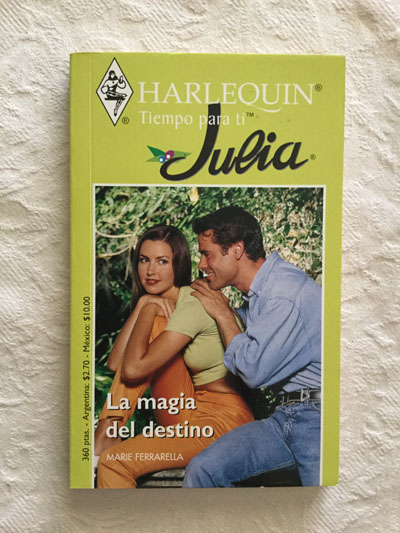 HARLEQUIN®
Tiempo para ti™
®
Julia®
La magia
del destino
MARIE FERRARELLA
360 ptas. - Argentina: $2.70 - México: $10.00